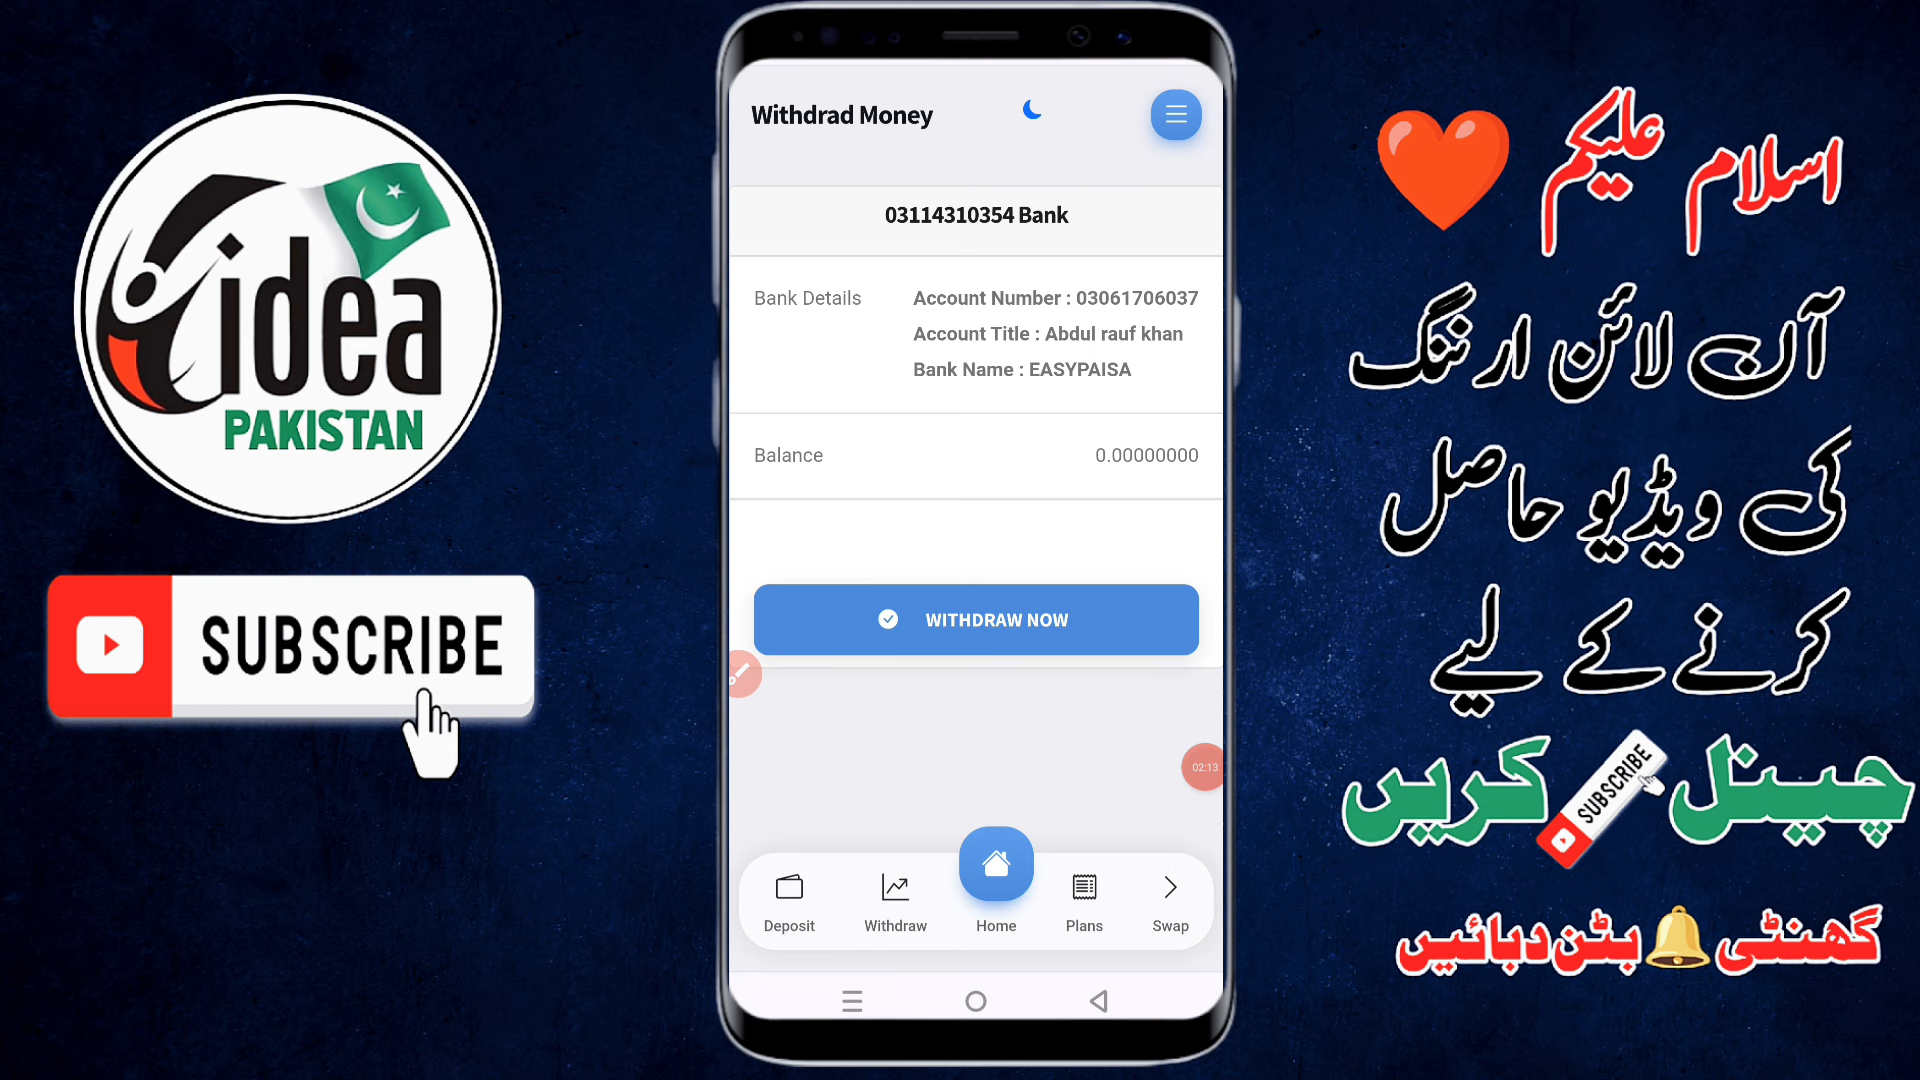 idea
PAKISTAN
SUBSCRIBE
Withdrad Money
03114310354 Bank
Bank Details
Account Number : 03061706037
Account Title : Abdul rauf khan
Bank Name : EASYPAISA
Balance
0.00000000
WITHDRAW NOW
02:13
Deposit
Withdraw
Home
Plans
Swap
اسلام علیکم
آن لائن ارننگ
کی ویڈیو حاصل
کرنے کے لیے
چینل SUBSCRIBE کریں
گھنٹی بٹن دبائیں